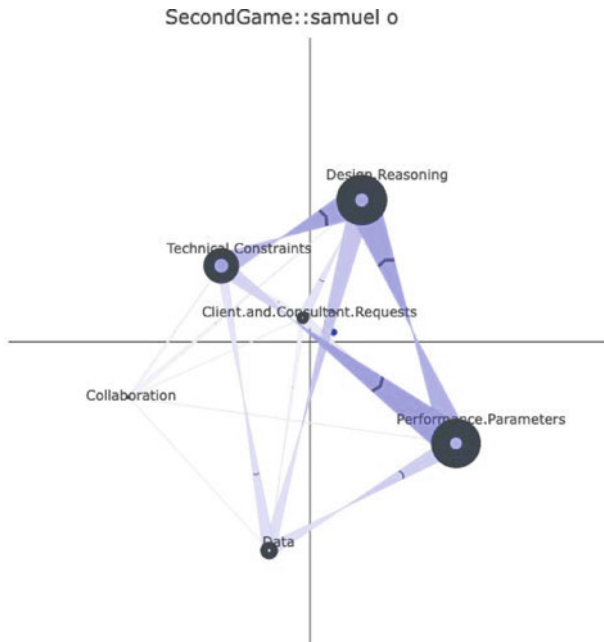 SecondGame::samuel o
Design.Reasoning
Technical.Constraints
Client.and.Consultant.Requests
Collaboration
Performance.Parameters
Data